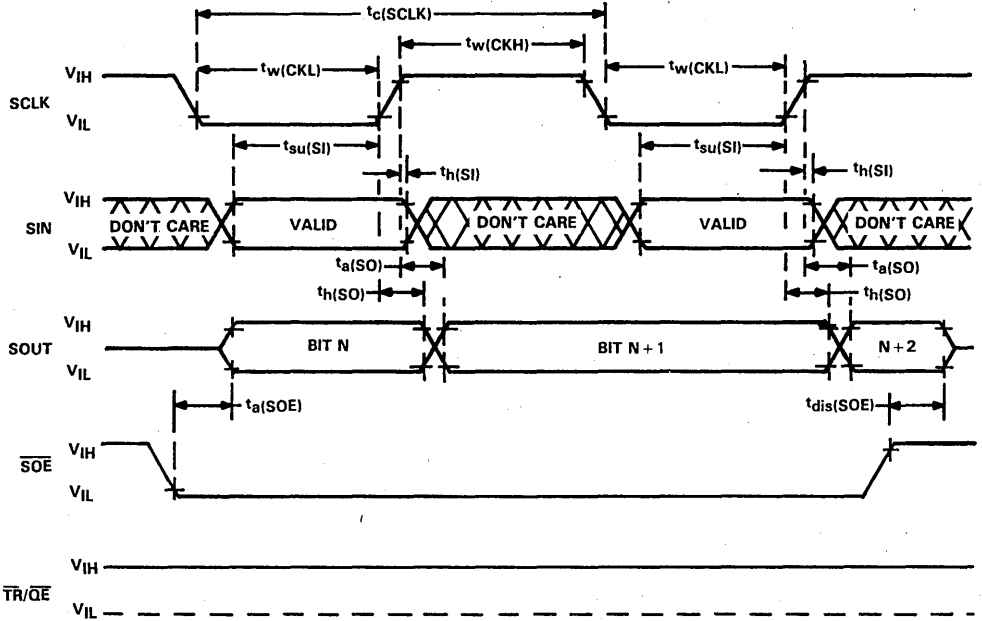 tc(SCLK)
tw(CKH)
tw(CKL) tw(CKL)
VIH
SCLK
VIL
tsu(SI) tsu(SI)
th(SI) th(SI)
VIH
SIN DON'T CARE VALID DON'T CARE VALID DON'T CARE
VIL
ta(SO) ta(SO)
th(SO) th(SO)
VIH
SOUT BIT N BIT N + 1 N + 2
VIL
ta(SOE) tdis(SOE)
VIH
SOE
VIL
VIH
TR/QE
VIL